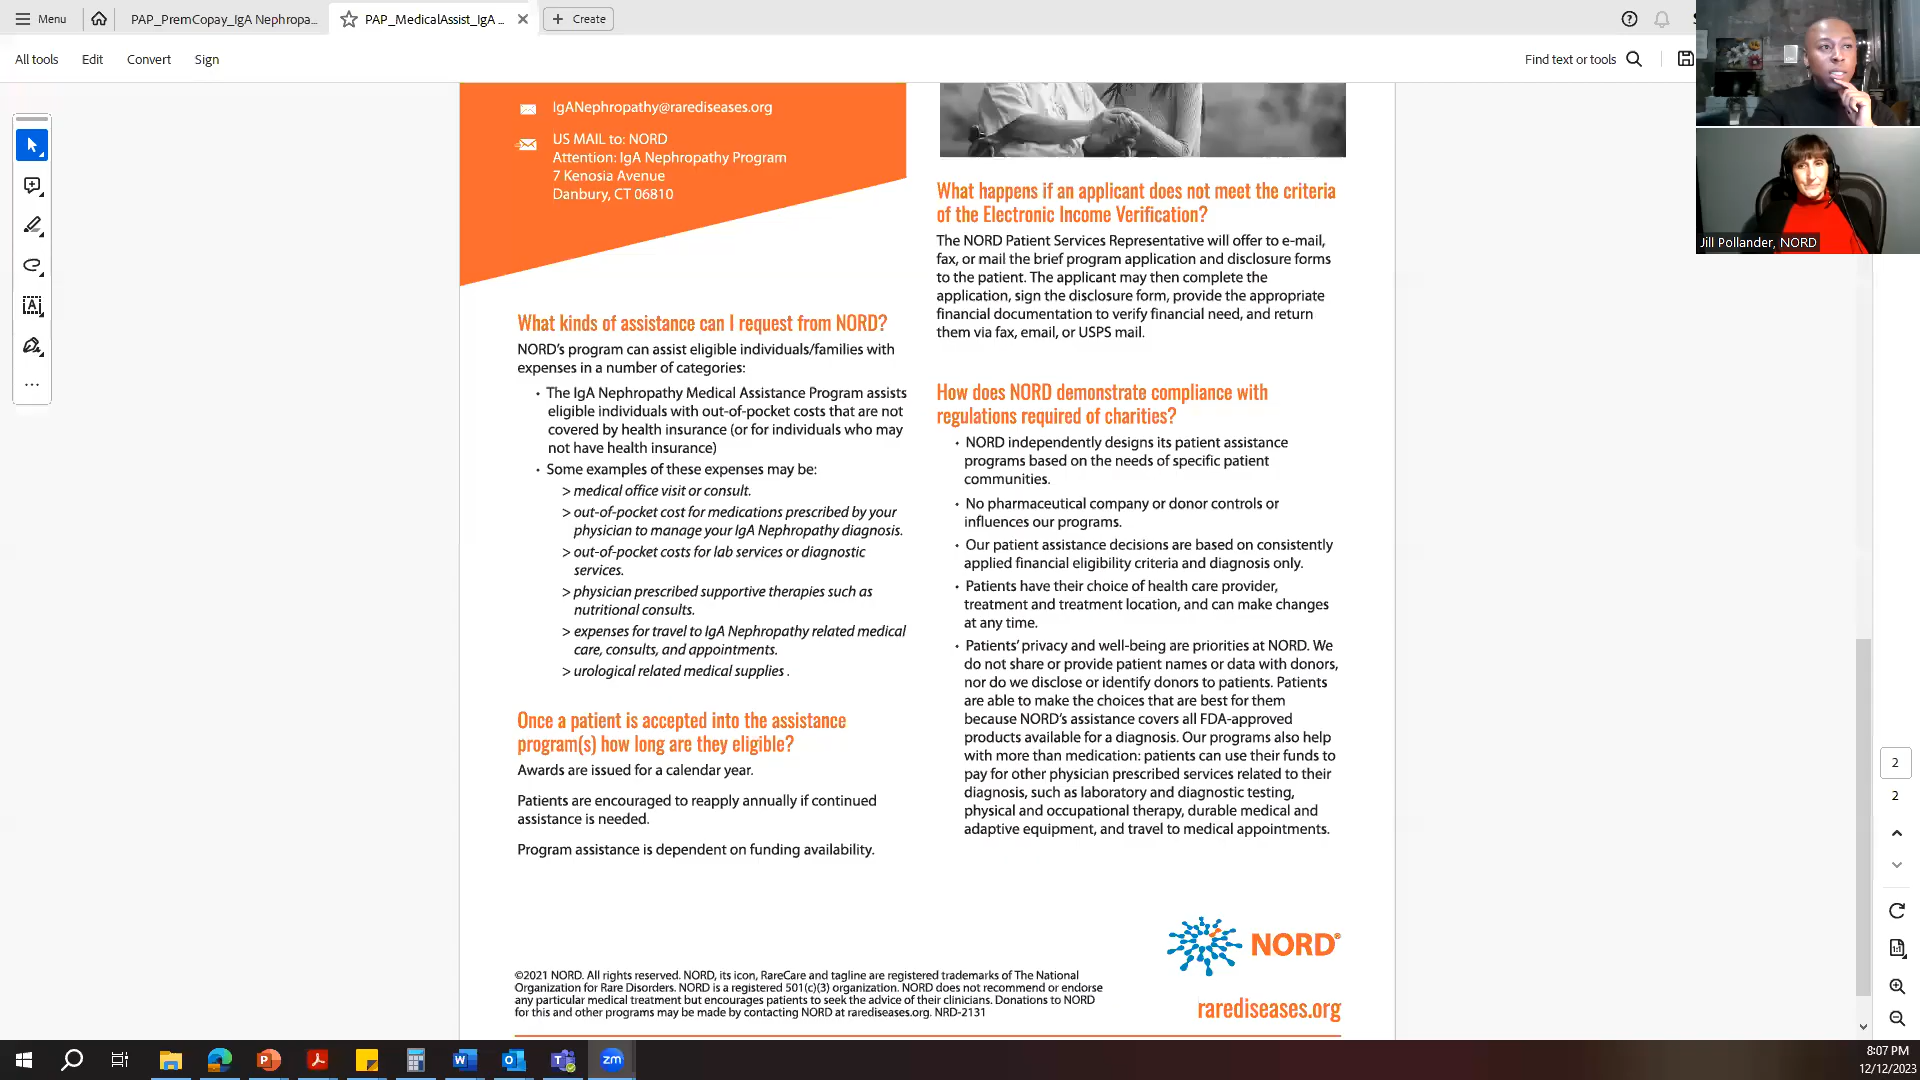 Menu
PAP_PremCopay_IgA Nephropa...
PAP_MedicalAssist_IgA ...
Create
All tools
Edit
Convert
Sign
Find text or tools
IgANephropathy@rarediseases.org
US MAIL to: NORD
Attention: IgA Nephropathy Program
7 Kenosia Avenue
Danbury, CT 06810
What kinds of assistance can I request from NORD?
NORD's program can assist eligible individuals/families with
expenses in a number of categories:
• The IgA Nephropathy Medical Assistance Program assists
eligible individuals with out-of-pocket costs that are not
covered by health insurance (or for individuals who may
not have health insurance)
• Some examples of these expenses may be:
> medical office visit or consult.
> out-of-pocket cost for medications prescribed by your
physician to manage your IgA Nephropathy diagnosis.
> out-of-pocket costs for lab services or diagnostic
services.
> physician prescribed supportive therapies such as
nutritional consults.
> expenses for travel to IgA Nephropathy related medical
care, consults, and appointments.
> urological related medical supplies .
Once a patient is accepted into the assistance
program(s) how long are they eligible?
Awards are issued for a calendar year.
Patients are encouraged to reapply annually if continued
assistance is needed.
Program assistance is dependent on funding availability.
What happens if an applicant does not meet the criteria
of the Electronic Income Verification?
The NORD Patient Services Representative will offer to e-mail,
fax, or mail the brief program application and disclosure forms
to the patient. The applicant may then complete the
application, sign the disclosure form, provide the appropriate
financial documentation to verify financial need, and return
them via fax, email, or USPS mail.
How does NORD demonstrate compliance with
regulations required of charities?
• NORD independently designs its patient assistance
programs based on the needs of specific patient
communities.
• No pharmaceutical company or donor controls or
influences our programs.
• Our patient assistance decisions are based on consistently
applied financial eligibility criteria and diagnosis only.
• Patients have their choice of health care provider,
treatment and treatment location, and can make changes
at any time.
• Patients' privacy and well-being are priorities at NORD. We
do not share or provide patient names or data with donors,
nor do we disclose or identify donors to patients. Patients
are able to make the choices that are best for them
because NORD's assistance covers all FDA-approved
products available for a diagnosis. Our programs also help
with more than medication: patients can use their funds to
pay for other physician prescribed services related to their
diagnosis, such as laboratory and diagnostic testing,
physical and occupational therapy, durable medical and
adaptive equipment, and travel to medical appointments.
NORD®
rarediseases.org
©2021 NORD. All rights reserved. NORD, its icon, RareCare and tagline are registered trademarks of The National
Organization for Rare Disorders. NORD is a registered 501(c)(3) organization. NORD does not recommend or endorse
any particular medical treatment but encourages patients to seek the advice of their clinicians. Donations to NORD
for this and other programs may be made by contacting NORD at rarediseases.org. NRD-2131
Jill Pollander, NORD
2
2
8:07 PM
12/12/2023